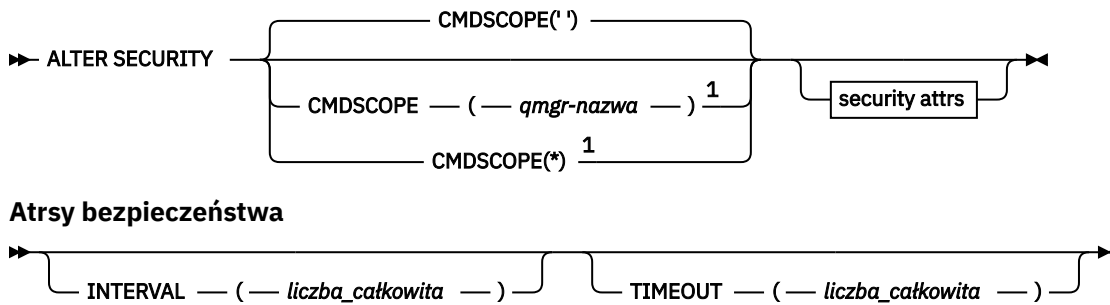 CMDSCOPE(' ')
ALTER SECURITY
CMDSCOPE ( qmgr-nazwa ) 1
security attrs
CMDSCOPE(*) 1
Atrsy bezpieczeństwa
INTERVAL ( liczba_całkowita ) TIMEOUT ( liczba_całkowita )